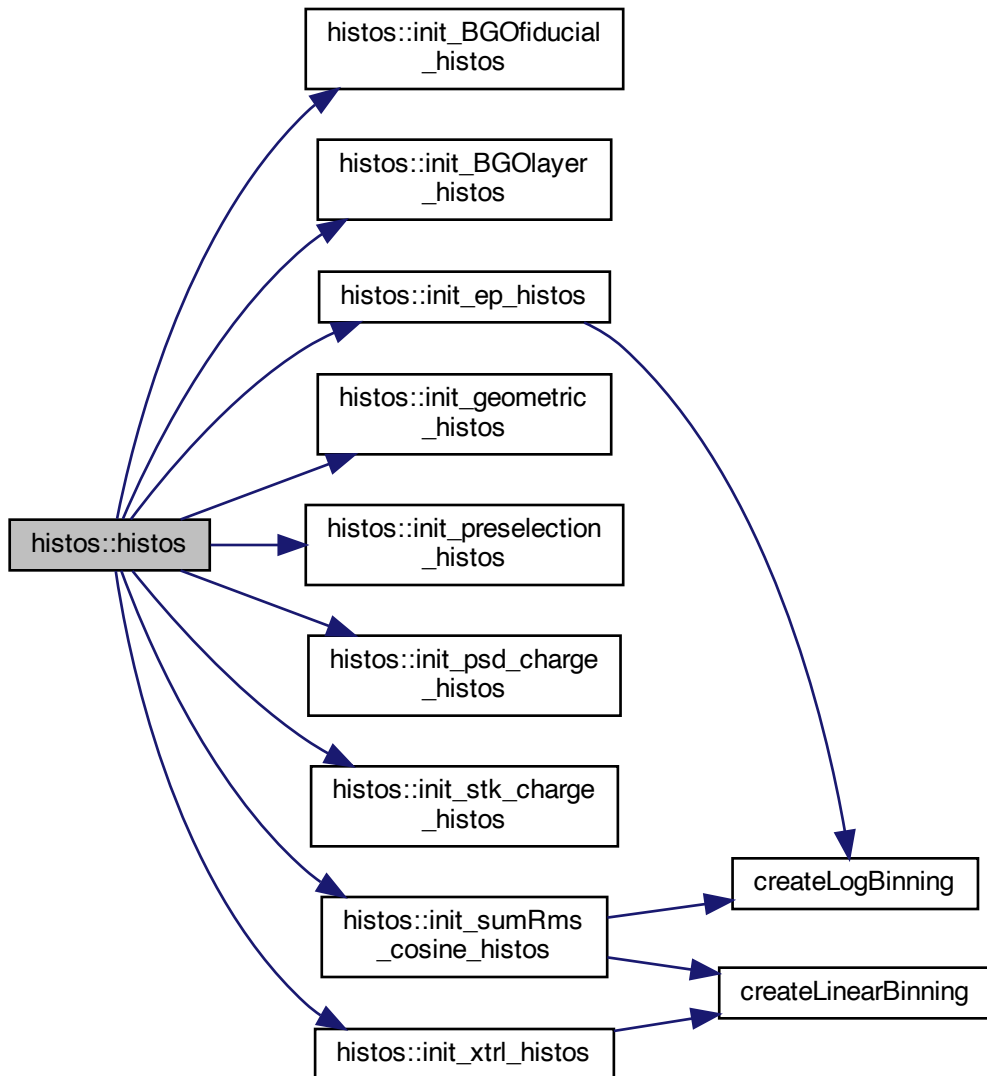 histos::init_BGOfiducial
_histos
histos::init_BGOlayer
_histos
histos::init_ep_histos
histos::init_geometric
_histos
histos::histos
histos::init_preselection
_histos
histos::init_psd_charge
_histos
histos::init_stk_charge
_histos
createLogBinning
histos::init_sumRms
_cosine_histos
createLinearBinning
histos::init_xtrl_histos